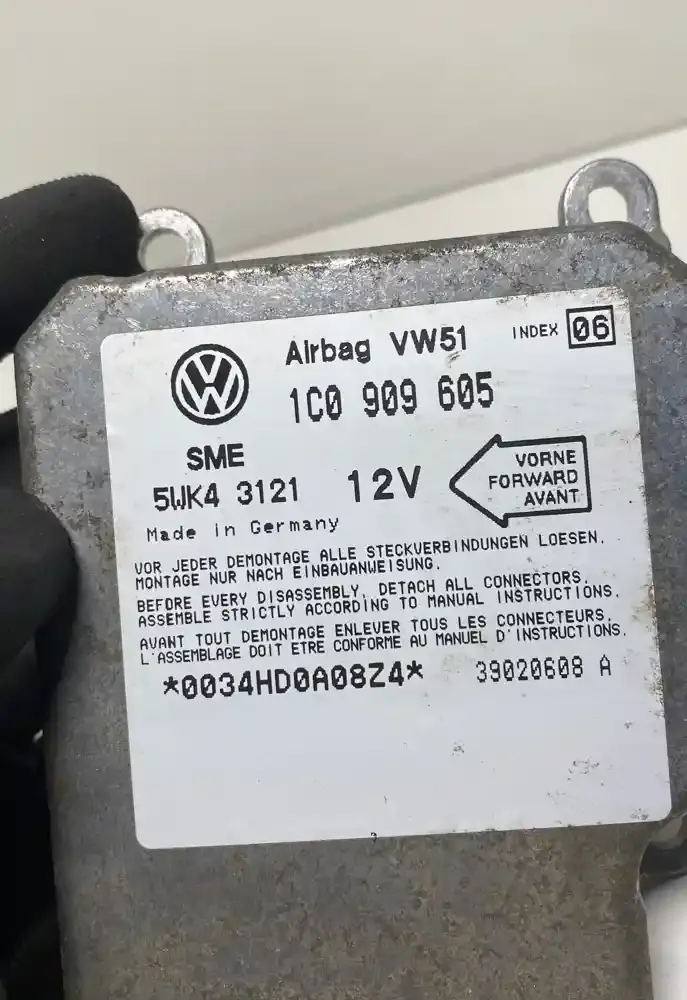 Airbag VW51 INDEX 06
1C0 909 605
SME
5WK4 3121 12V
VORNE
FORWARD
AVANT
Made in Germany
VOR JEDER DEMONTAGE ALLE STECKVERBINDUNGEN LOESEN.
MONTAGE NUR NACH EINBAUANWEISUNG.
BEFORE EVERY DISASSEMBLY, DETACH ALL CONNECTORS.
ASSEMBLE STRICTLY ACCORDING TO MANUAL INSTRUCTIONS.
AVANT TOUT DEMONTAGE ENLEVER TOUS LES CONNECTEURS.
L'ASSEMBLAGE DOIT ETRE CONFORME AU MANUEL D'INSTRUCTIONS.
*0034HD0A08Z4* 39020608 A